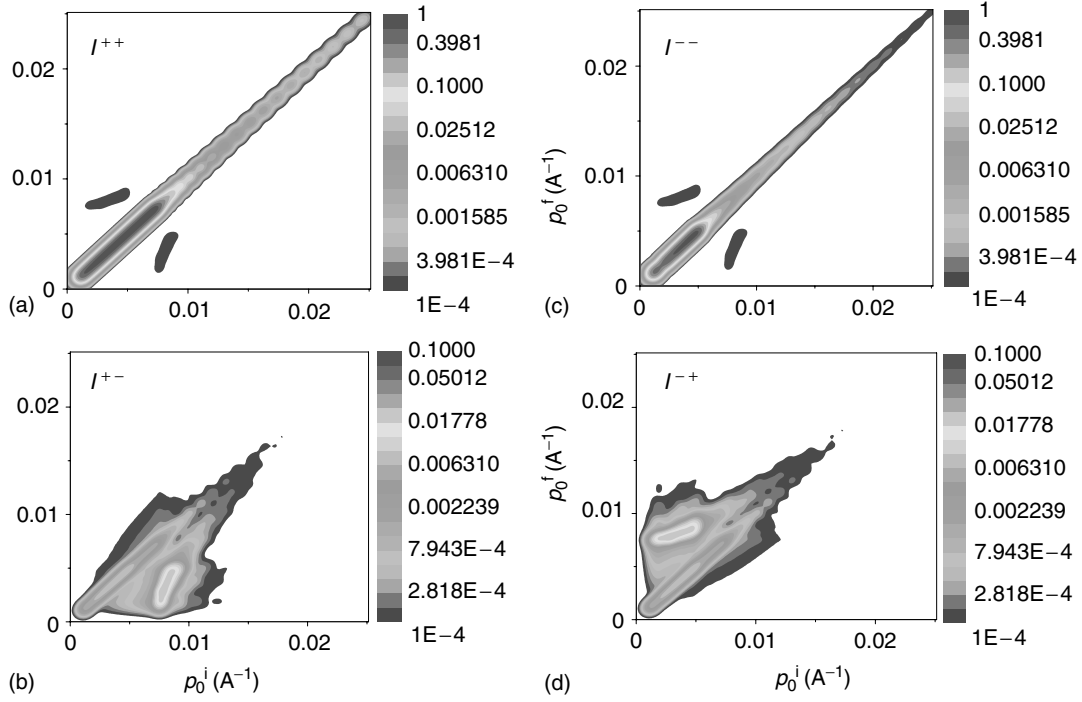 I++
0.02
0.01
0
0
0.01
0.02
(a)
1
0.3981
0.1000
0.02512
0.006310
0.001585
3.981E−4
1E−4
I−−
p0f (A−1)
0.02
0.01
0
0
0.01
0.02
(c)
1
0.3981
0.1000
0.02512
0.006310
0.001585
3.981E−4
1E−4
I+−
0.02
0.01
0
0
0.01
0.02
p0i (A−1)
(b)
0.1000
0.05012
0.01778
0.006310
0.002239
7.943E−4
2.818E−4
1E−4
I−+
p0f (A−1)
0.02
0.01
0
0
0.01
0.02
p0i (A−1)
(d)
0.1000
0.05012
0.01778
0.006310
0.002239
7.943E−4
2.818E−4
1E−4